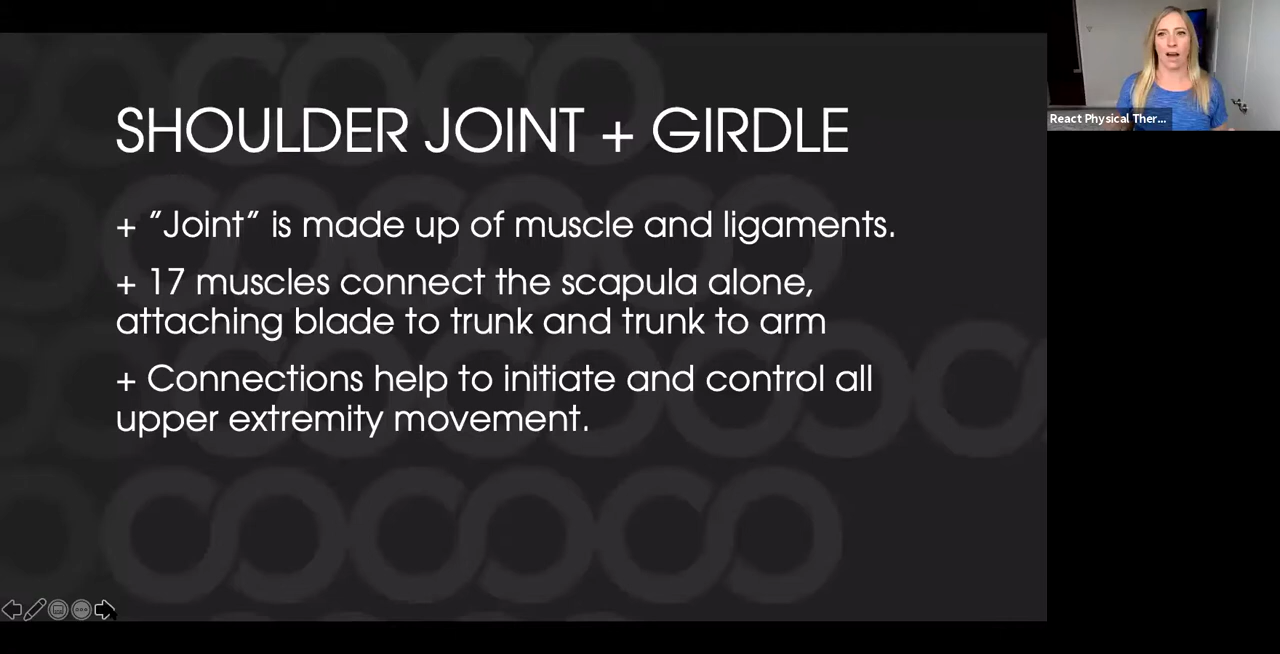 SHOULDER JOINT + GIRDLE
+ “Joint” is made up of muscle and ligaments.
+ 17 muscles connect the scapula alone,
attaching blade to trunk and trunk to arm
+ Connections help to initiate and control all
upper extremity movement.
React Physical Ther...